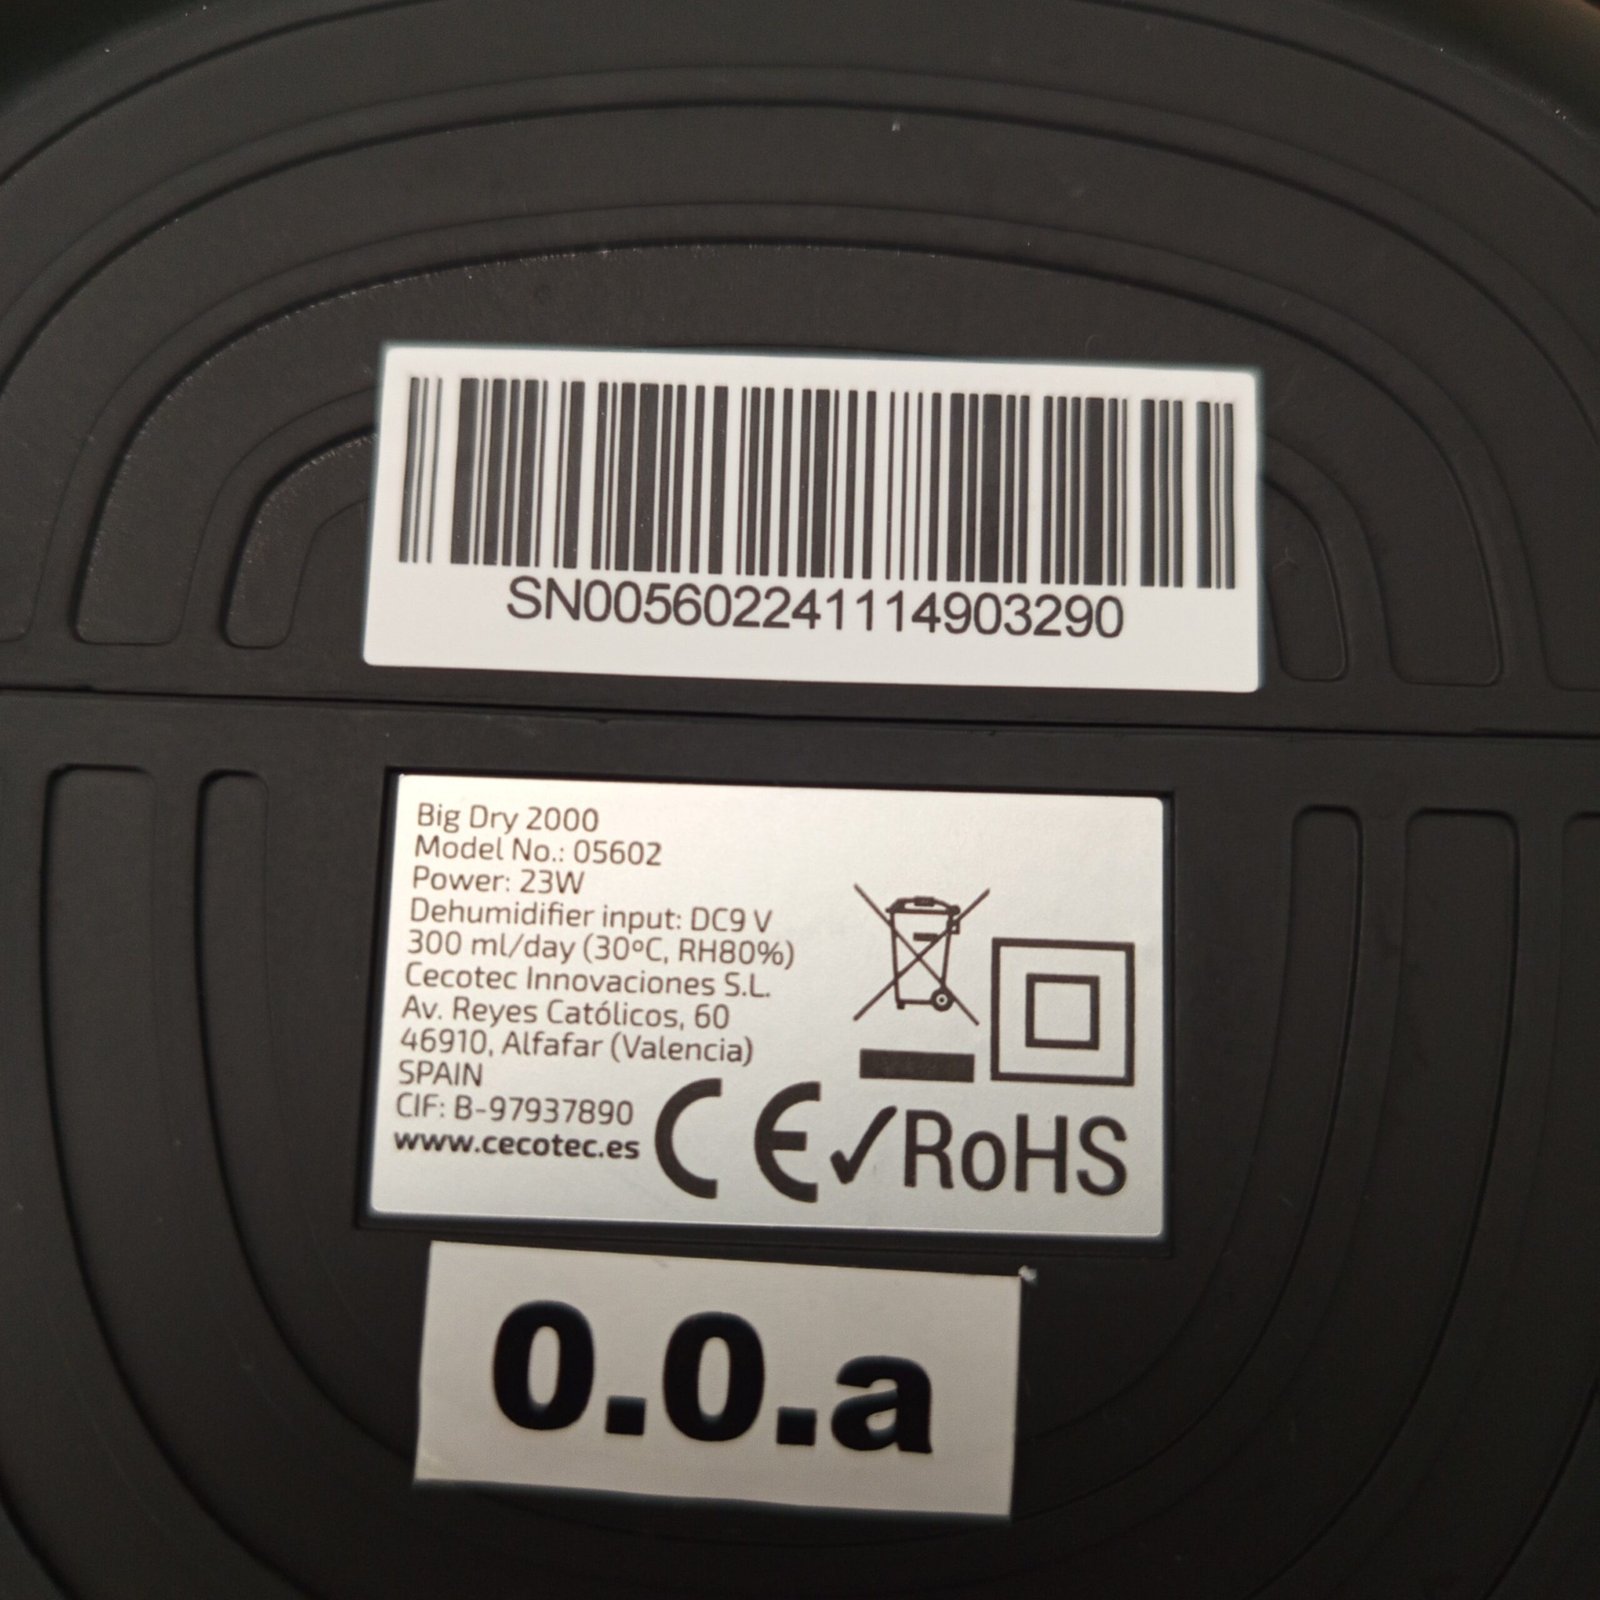 SN005602241114903290
Big Dry 2000
Model No.: 05602
Power: 23W
Dehumidifier input: DC9 V
300 ml/day (30ºC, RH80%)
Cecotec Innovaciones S.L.
Av. Reyes Católicos, 60
46910, Alfafar (Valencia)
SPAIN
CIF: B-97937890
www.cecotec.es
CE ✓RoHS
0.0.a